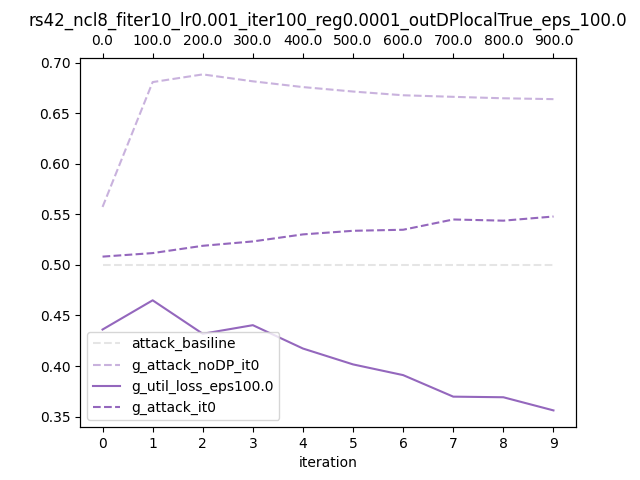 rs42_ncl8_fiter10_lr0.001_iter100_reg0.0001_outDPlocalTrue_eps_100.0
0.0 100.0 200.0 300.0 400.0 500.0 600.0 700.0 800.0 900.0
0.70
0.65
0.60
0.55
0.50
0.45
0.40
0.35
attack_basiline
g_attack_noDP_it0
g_util_loss_eps100.0
g_attack_it0
0 1 2 3 4 5 6 7 8 9
iteration